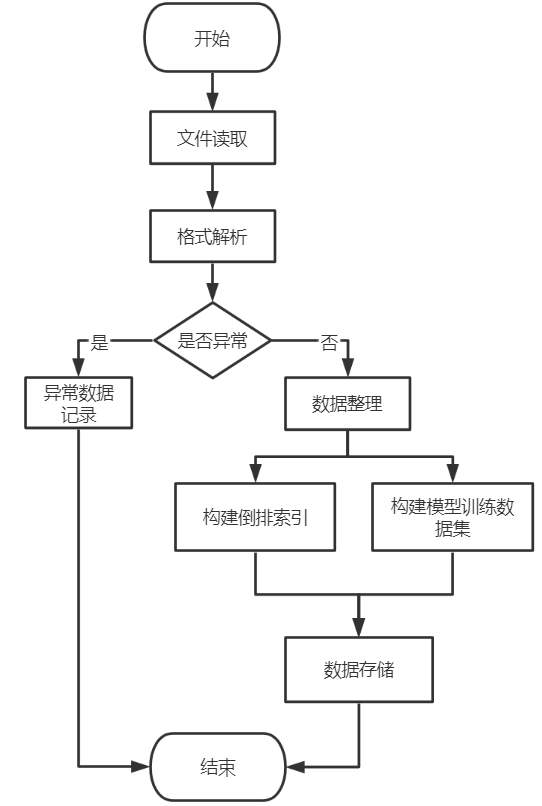 开始
文件读取
格式解析
是否异常
是
否
异常数据
记录
数据整理
构建倒排索引
构建模型训练数
据集
数据存储
结束